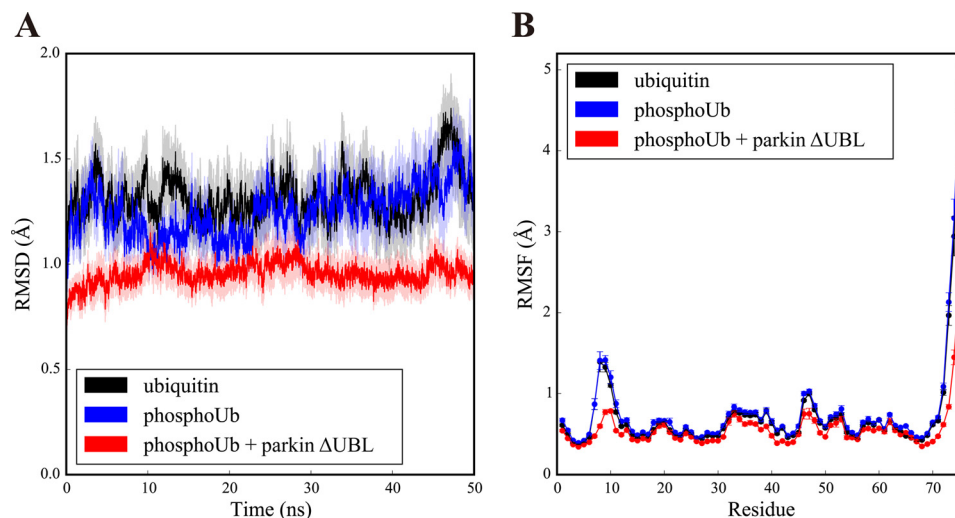 A
2.0
1.5
1.0
0.5
0.0
RMSD (Å)
ubiquitin
phosphoUb
phosphoUb + parkin ΔUBL
0
10
20
30
40
50
Time (ns)
B
5
4
3
2
1
0
RMSF (Å)
ubiquitin
phosphoUb
phosphoUb + parkin ΔUBL
0
10
20
30
40
50
60
70
Residue